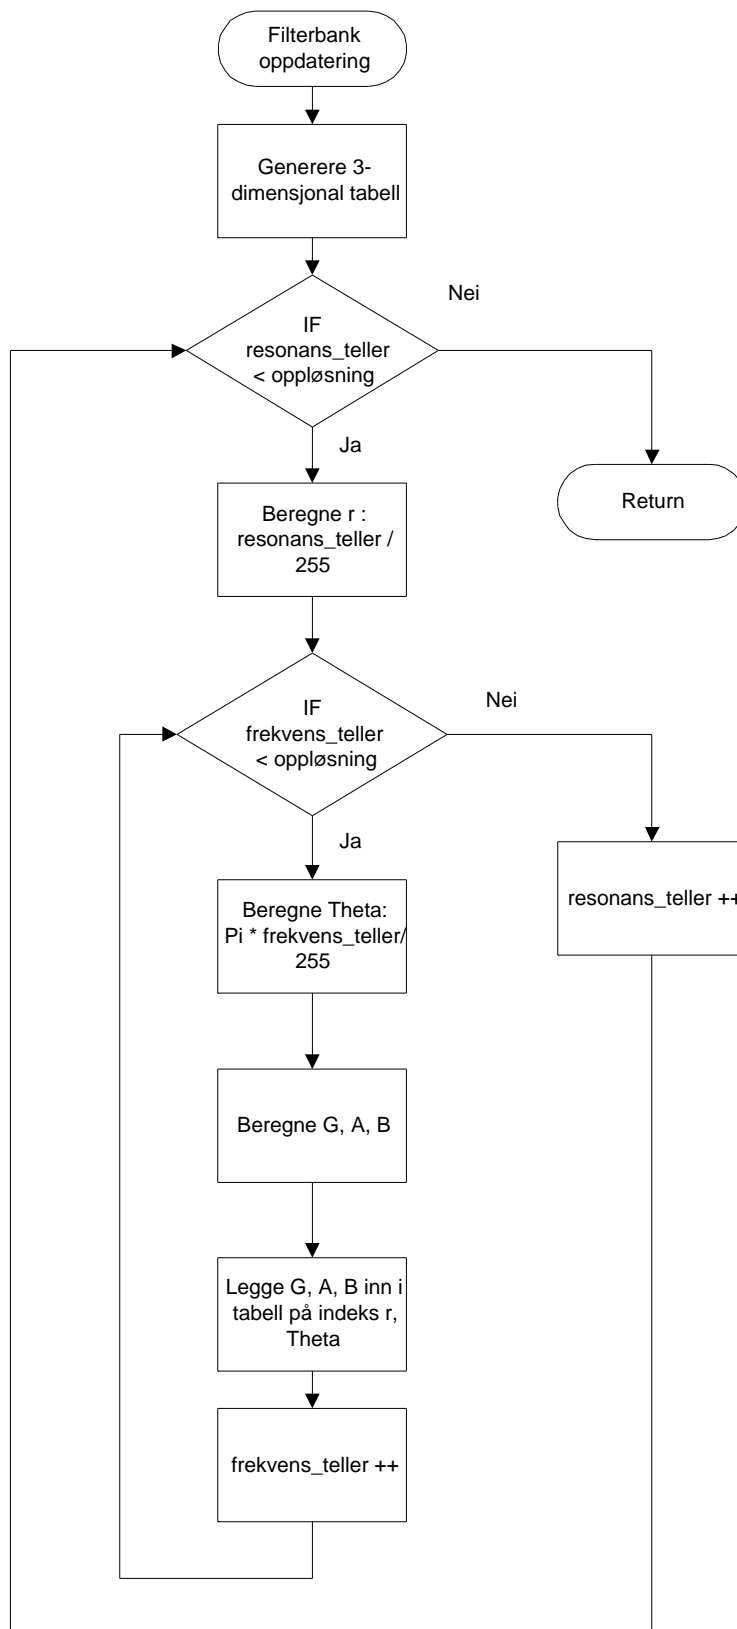 Filterbank
oppdatering
Generere 3-
dimensjonal tabell
Nei
IF
resonans_teller
< oppløsning
Ja
Beregne r :
resonans_teller /
255
Return
IF
frekvens_teller
< oppløsning
Nei
Ja
Beregne Theta:
Pi * frekvens_teller/
255
resonans_teller ++
Beregne G, A, B
Legge G, A, B inn i
tabell på indeks r,
Theta
frekvens_teller ++